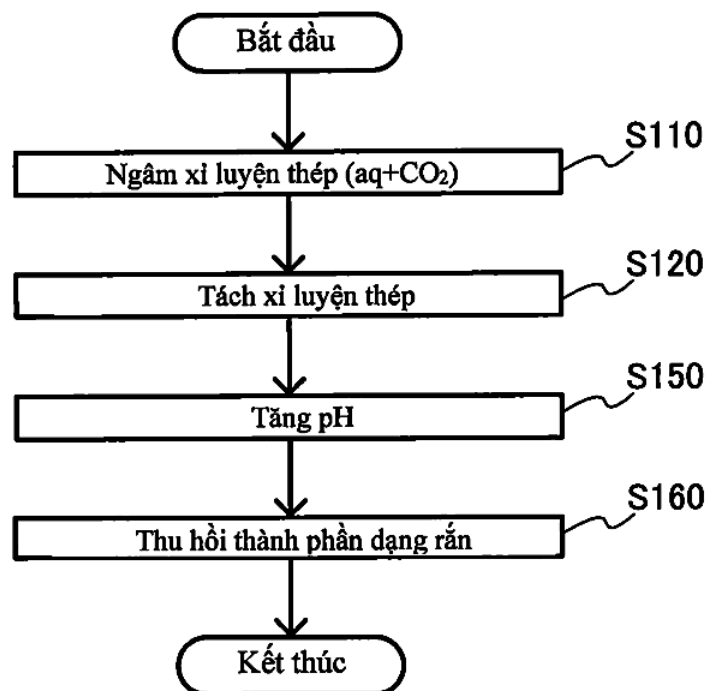 Bắt đầu
S110
Ngâm xỉ luyện thép (aq+CO₂)
S120
Tách xỉ luyện thép
S150
Tăng pH
S160
Thu hồi thành phần dạng rắn
Kết thúc